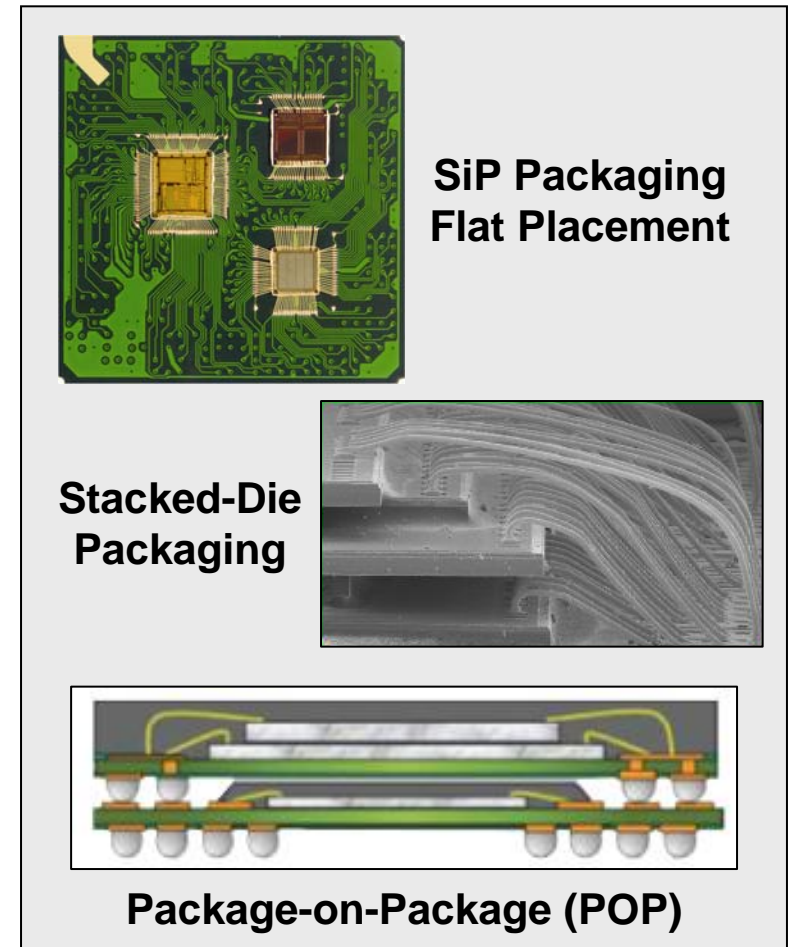 SiP Packaging
Flat Placement
Stacked-Die
Packaging
Package-on-Package (POP)